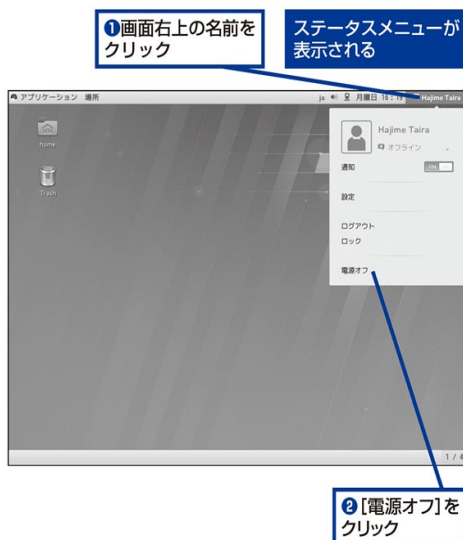 ❶画面右上の名前を
クリック
ステータスメニューが
表示される
アプリケーション 場所
ja 月曜日 16:19 Hajime Taira
home
Trash
Hajime Taira
オフライン
通知
設定
ログアウト
ロック
電源オフ
1 / 4
❷[電源オフ]を
クリック